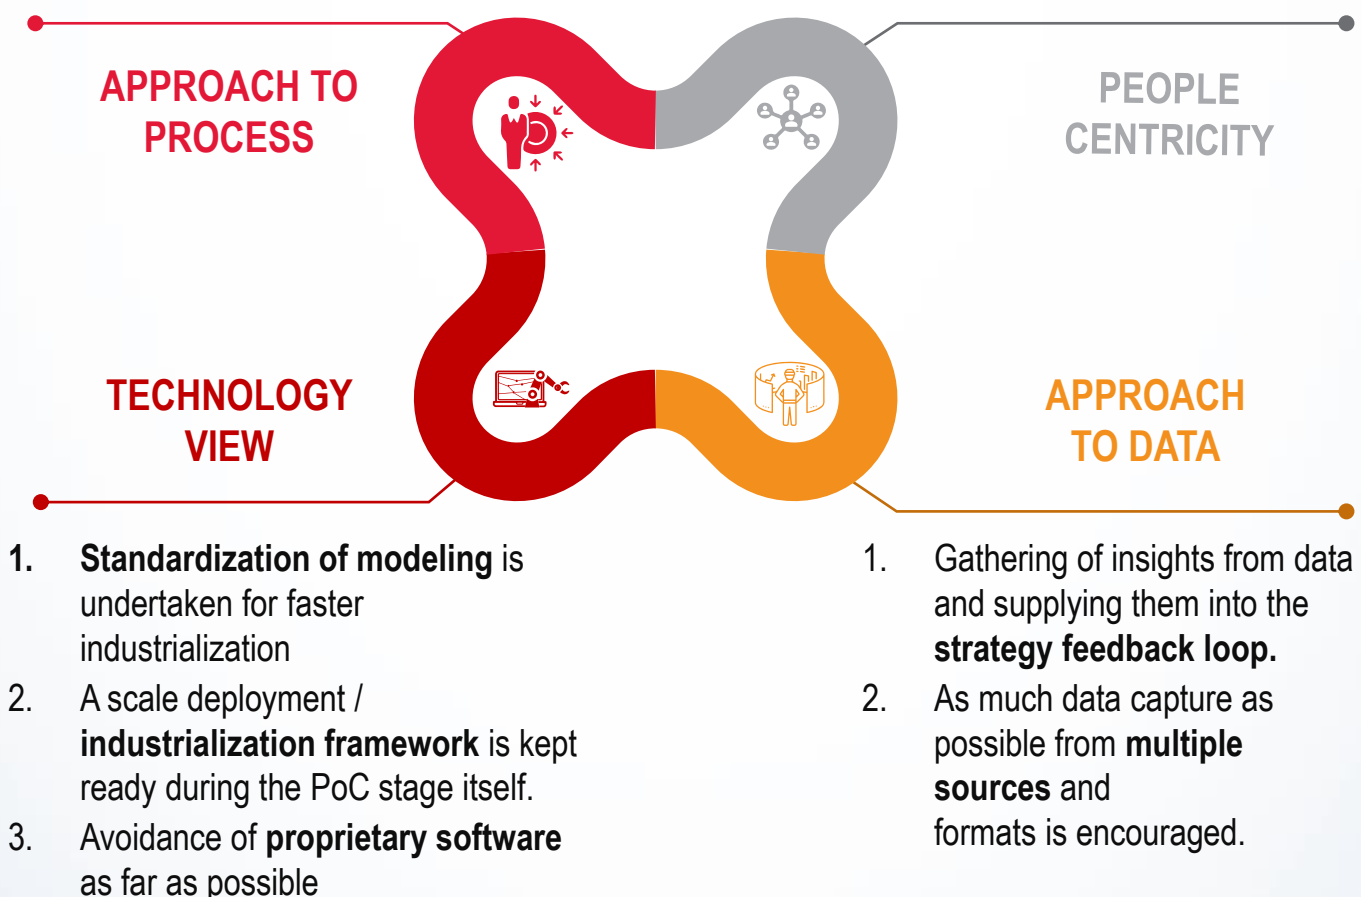 APPROACH TO
PROCESS
PEOPLE
CENTRICITY
TECHNOLOGY
VIEW
APPROACH
TO DATA
1. Standardization of modeling is
undertaken for faster
industrialization
2. A scale deployment /
industrialization framework is kept
ready during the PoC stage itself.
3. Avoidance of proprietary software
as far as possible
1. Gathering of insights from data
and supplying them into the
strategy feedback loop.
2. As much data capture as
possible from multiple
sources and
formats is encouraged.